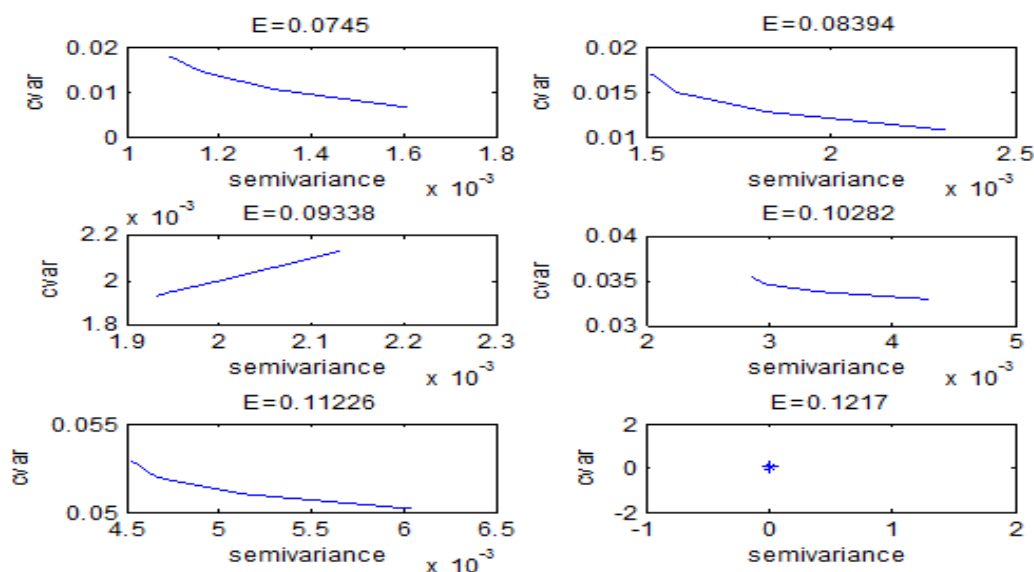 E=0.0745
0.02
0.01
0
cvar
1 1.2 1.4 1.6 1.8
semivariance
x 10-3
E=0.08394
0.02
0.015
0.01
cvar
1.5 2 2.5
semivariance
x 10-3
x 10-3
E=0.09338
2.2
2
1.8
cvar
1.9 2 2.1 2.2 2.3
semivariance
x 10-3
E=0.10282
0.04
0.035
0.03
cvar
2 3 4 5
semivariance
x 10-3
E=0.11226
0.055
0.05
cvar
4.5 5 5.5 6 6.5
semivariance
x 10-3
E=0.1217
2
0
-2
cvar
-1 0 1 2
semivariance